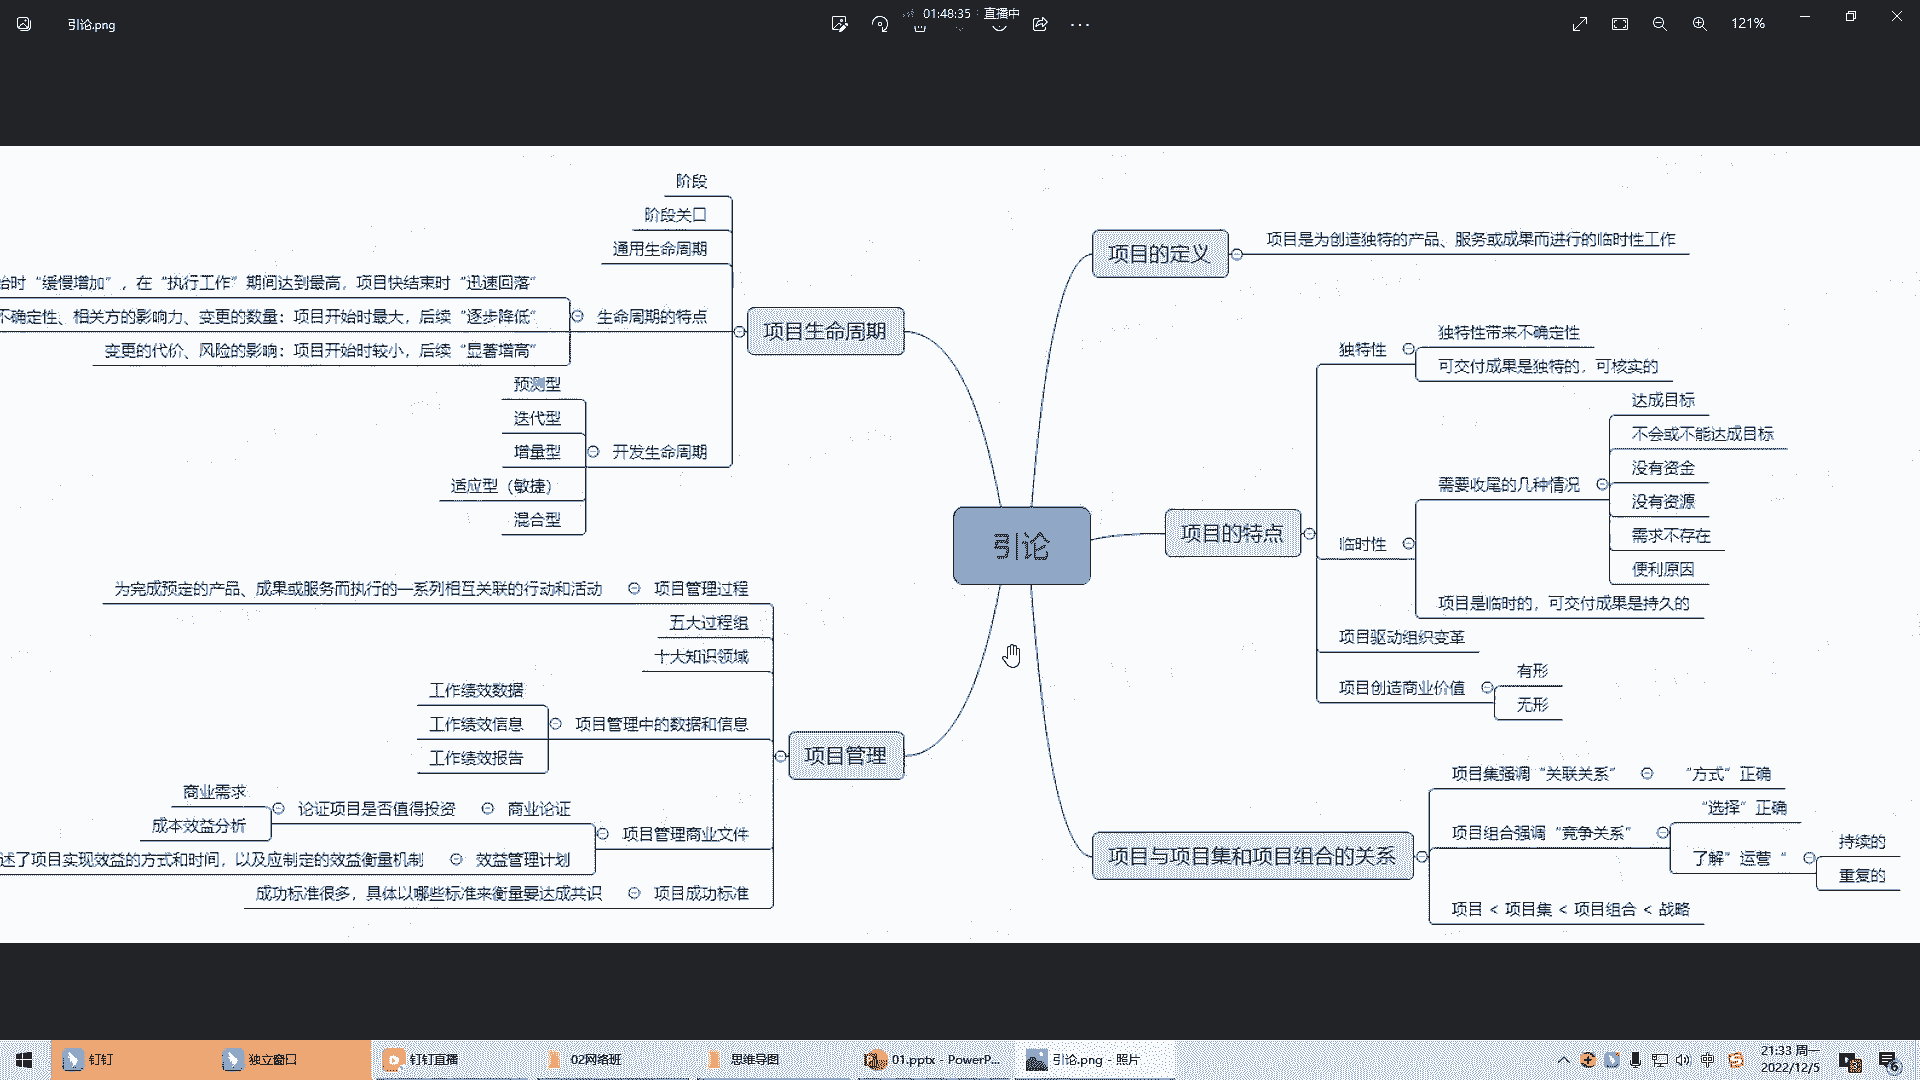 引论.png
01:48:35
直播中
121%
阶段
阶段关口
通用生命周期
始时“缓慢增加”，在“执行工作”期间达到最高，项目快结束时“迅速回落”
不确定性、相关方的影响力、变更的数量：项目开始时最大，后续“逐步降低”
变更的代价、风险的影响：项目开始时较小，后续“显著增高”
生命周期的特点
预测型
迭代型
增量型
适应型（敏捷）
混合型
开发生命周期
项目生命周期
为完成预定的产品、成果或服务而执行的一系列相互关联的行动和活动
项目管理过程
五大过程组
十大知识领域
工作绩效数据
工作绩效信息
工作绩效报告
项目管理中的数据和信息
商业需求
成本效益分析
论证项目是否值得投资
商业论证
述了项目实现效益的方式和时间，以及应制定的效益衡量机制
效益管理计划
项目管理商业文件
成功标准很多，具体以哪些标准来衡量要达成共识
项目成功标准
项目管理
引论
项目的定义
项目是为创造独特的产品、服务或成果而进行的临时性工作
项目的特点
独特性
独特性带来不确定性
可交付成果是独特的，可核实的
临时性
需要收尾的几种情况
达成目标
不会或不能达成目标
没有资金
没有资源
需求不存在
便利原因
项目是临时的，可交付成果是持久的
项目驱动组织变革
项目创造商业价值
有形
无形
项目与项目集和项目组合的关系
项目集强调“关联关系”
“方式”正确
项目组合强调“竞争关系”
“选择”正确
了解”运营“
持续的
重复的
项目 < 项目集 < 项目组合 < 战略
钉钉
独立窗口
钉钉直播
02网络班
思维导图
01.pptx - PowerP...
引论.png - 照片
中
21:33 周一
2022/12/5
6